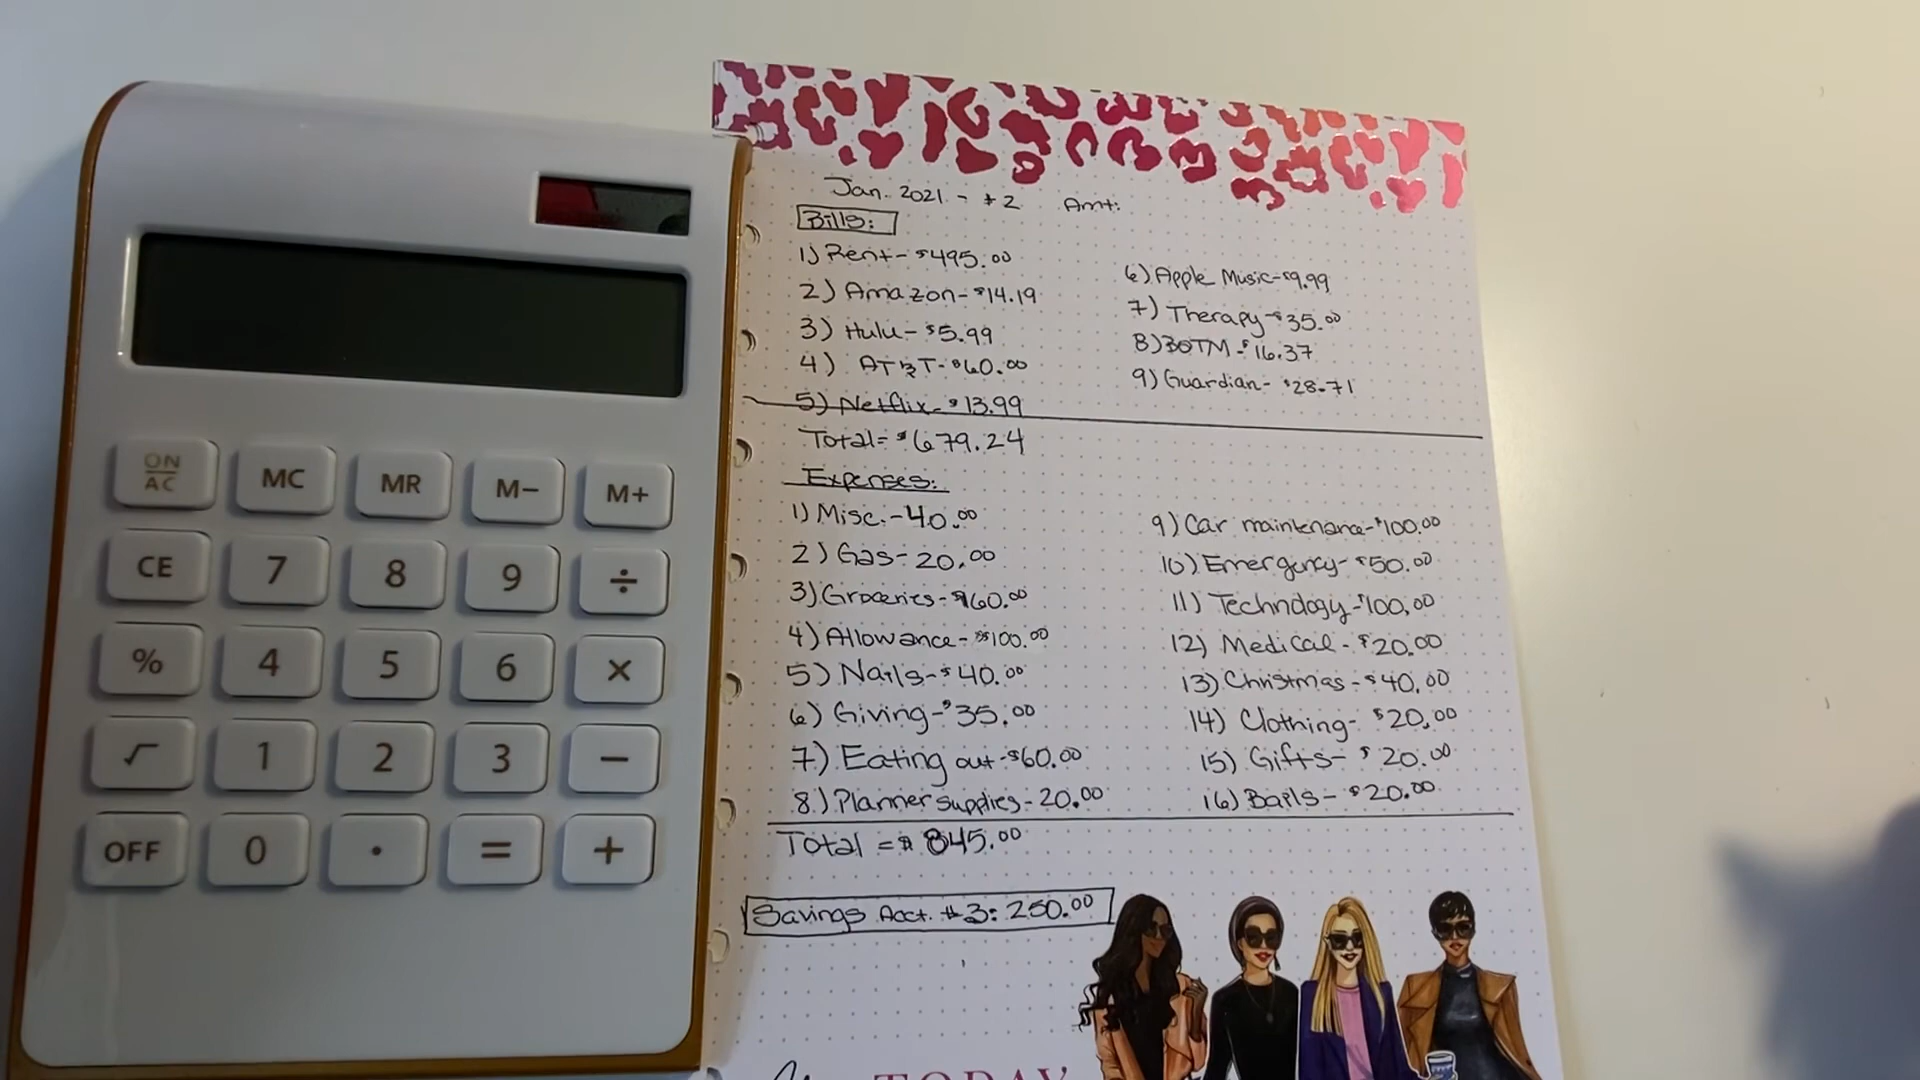 Jan. 2021 - #2 Amt:
Bills:
1) Rent- $495.00
2) Amazon- $14.19
3) Hulu- $5.99
4) AT&T- $60.00
5) Netflix- $13.99
6) Apple Music- $9.99
7) Therapy- $35.00
8) BOTM- $16.37
9) Guardian- $28.71
Total= $679.24
Expenses:
1) Misc.- 40.00
2) Gas- 20.00
3) Groceries- $160.00
4) Allowance- $100.00
5) Nails- $40.00
6) Giving- $35.00
7) Eating out- $60.00
8.) Planner supplies- 20.00
9) Car maintenance- $100.00
10) Emergency- $50.00
11) Technology- $100.00
12) Medical- $20.00
13) Christmas- $40.00
14) Clothing- $20.00
15) Gifts- $20.00
16) Bails- $20.00
Total = $845.00
Savings Acct. #3: 250.00
TODAY
ON
AC MC MR M− M+
CE 7 8 9 ÷
% 4 5 6 ×
√ 1 2 3 −
OFF 0 · = +